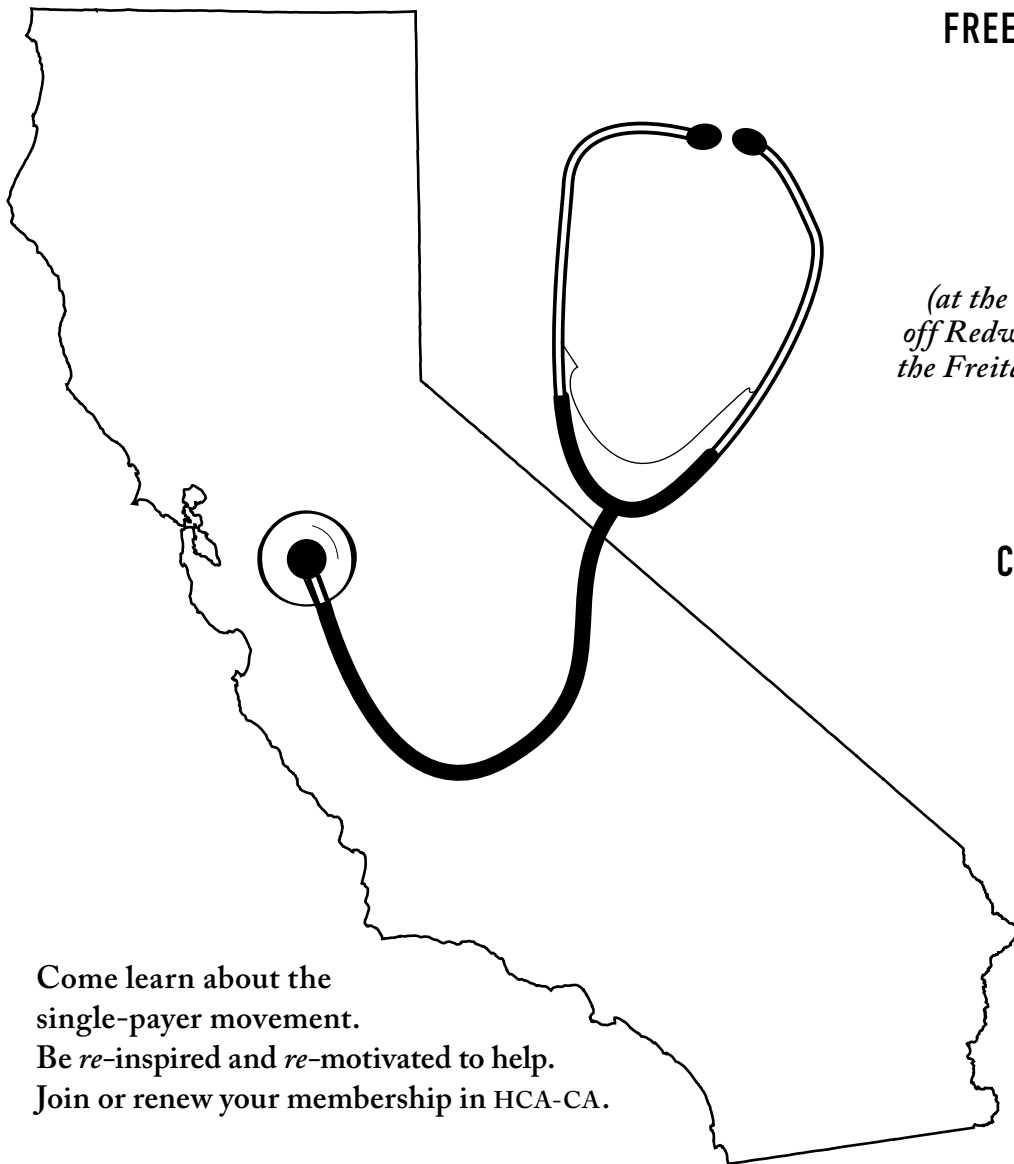 FREE
(at the
off Redw
the Freita
C
Come learn about the
single-payer movement.
Be re-inspired and re-motivated to help.
Join or renew your membership in HCA-CA.